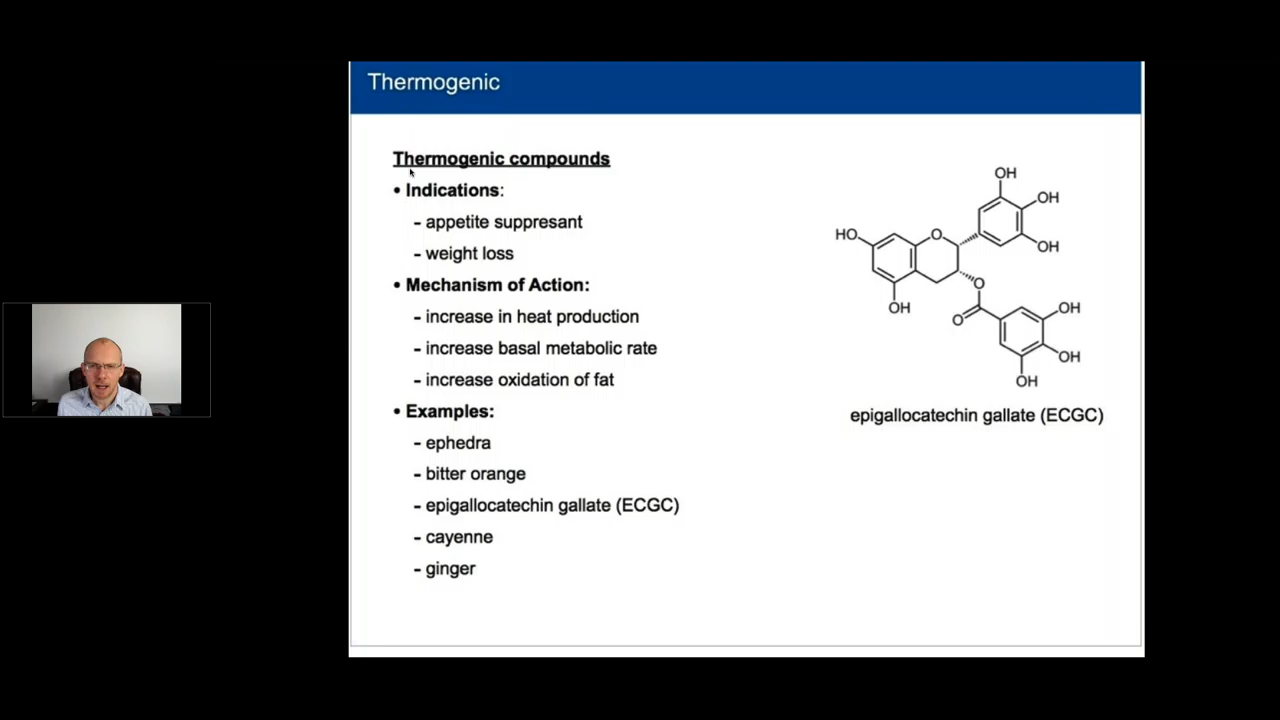 Thermogenic
Thermogenic compounds
• Indications:
- appetite suppresant
- weight loss
• Mechanism of Action:
- increase in heat production
- increase basal metabolic rate
- increase oxidation of fat
• Examples:
- ephedra
- bitter orange
- epigallocatechin gallate (ECGC)
- cayenne
- ginger
OH
OH
HO
O
OH
O
OH
O
OH
OH
OH
epigallocatechin gallate (ECGC)